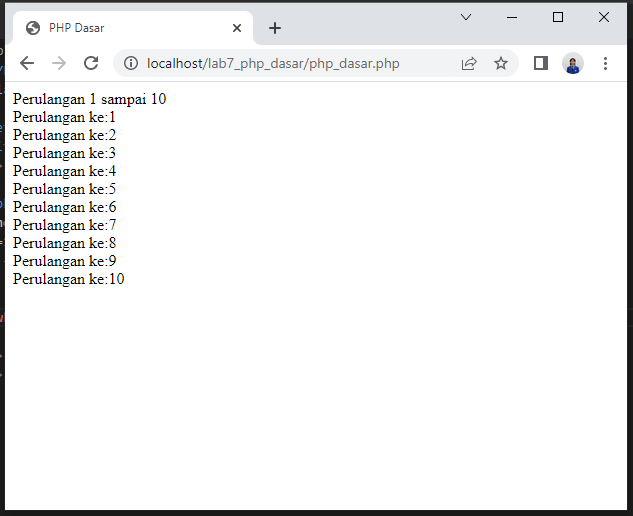 PHP Dasar
localhost/lab7_php_dasar/php_dasar.php
Perulangan 1 sampai 10
Perulangan ke:1
Perulangan ke:2
Perulangan ke:3
Perulangan ke:4
Perulangan ke:5
Perulangan ke:6
Perulangan ke:7
Perulangan ke:8
Perulangan ke:9
Perulangan ke:10